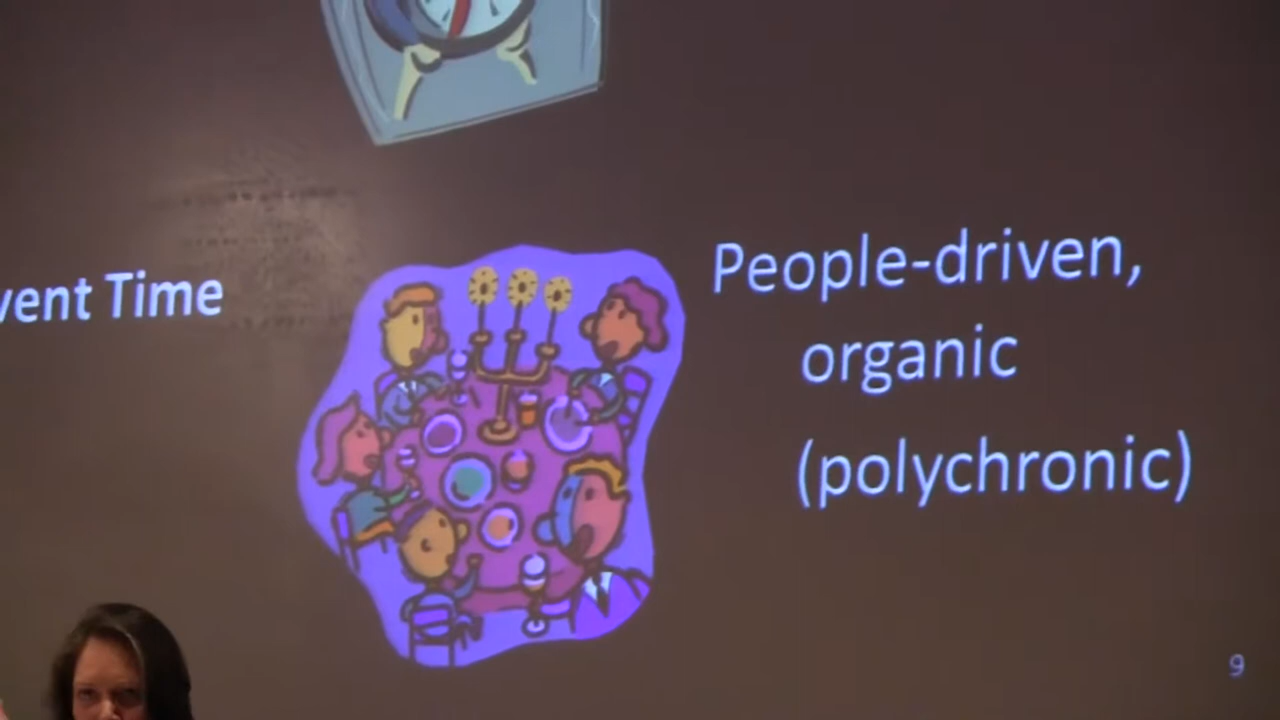 vent Time
People-driven,
organic
(polychronic)
9